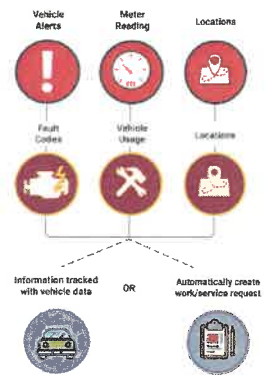 Vehicle
Alerts
Meter
Reading
Locations
Fault
Codes
Vehicle
Usage
Locations
Information tracked
with vehicle data
OR
Automatically create
work/service request